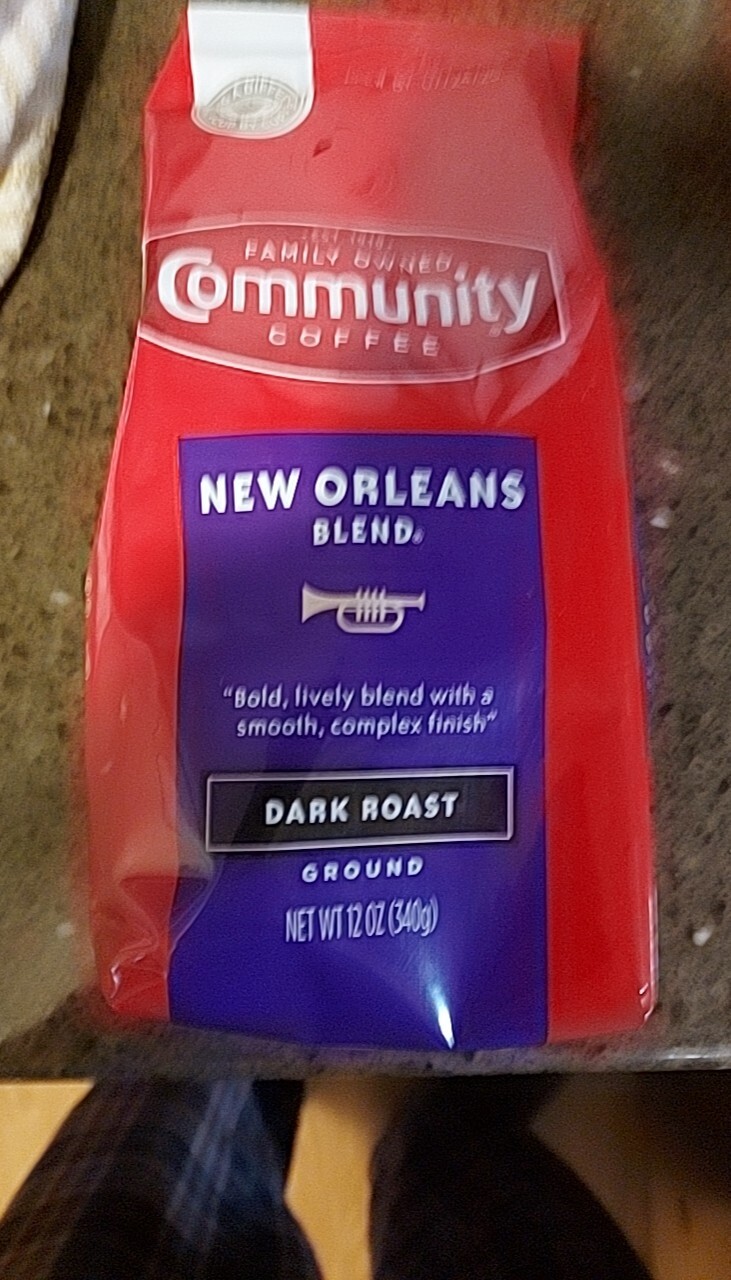 FAMILY OWNED
Community
COFFEE
NEW ORLEANS
BLEND®
"Bold, lively blend with a
smooth, complex finish"
DARK ROAST
GROUND
NET WT 12 OZ (340g)